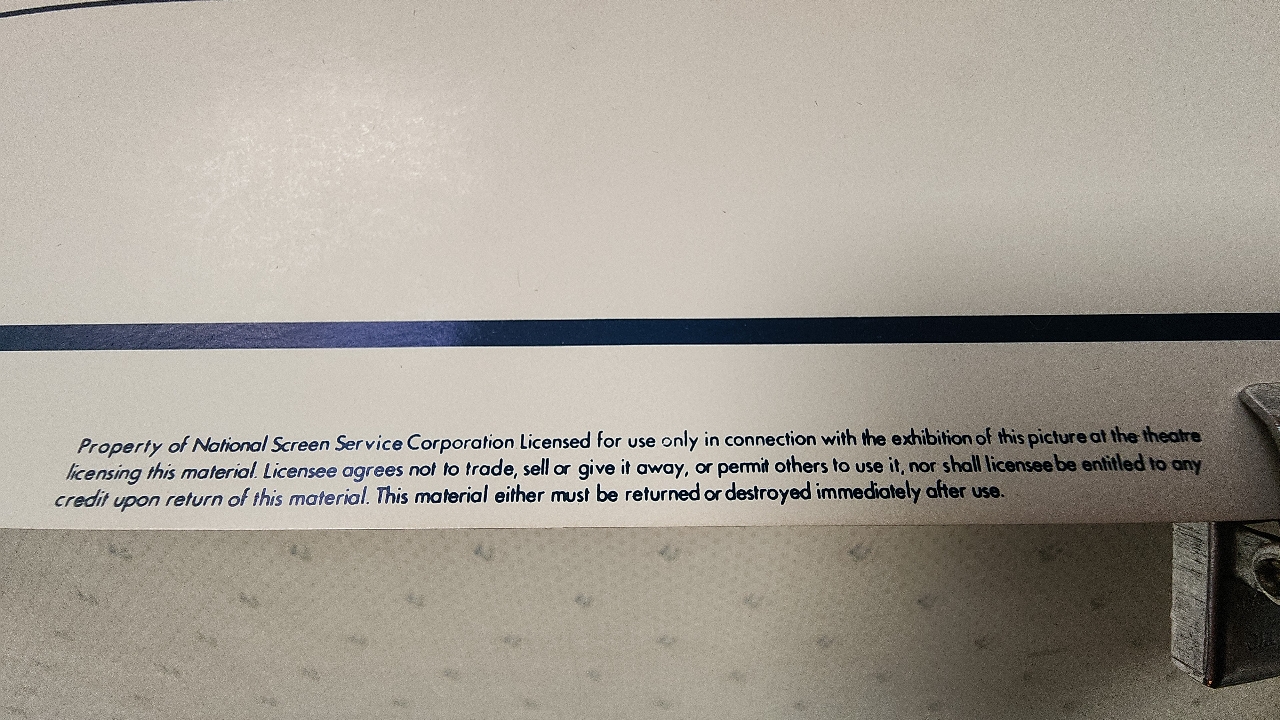 Property of National Screen Service Corporation Licensed for use only in connection with the exhibition of this picture at the theatre
licensing this material. Licensee agrees not to trade, sell or give it away, or permit others to use it, nor shall licensee be entitled to any
credit upon return of this material. This material either must be returned or destroyed immediately after use.